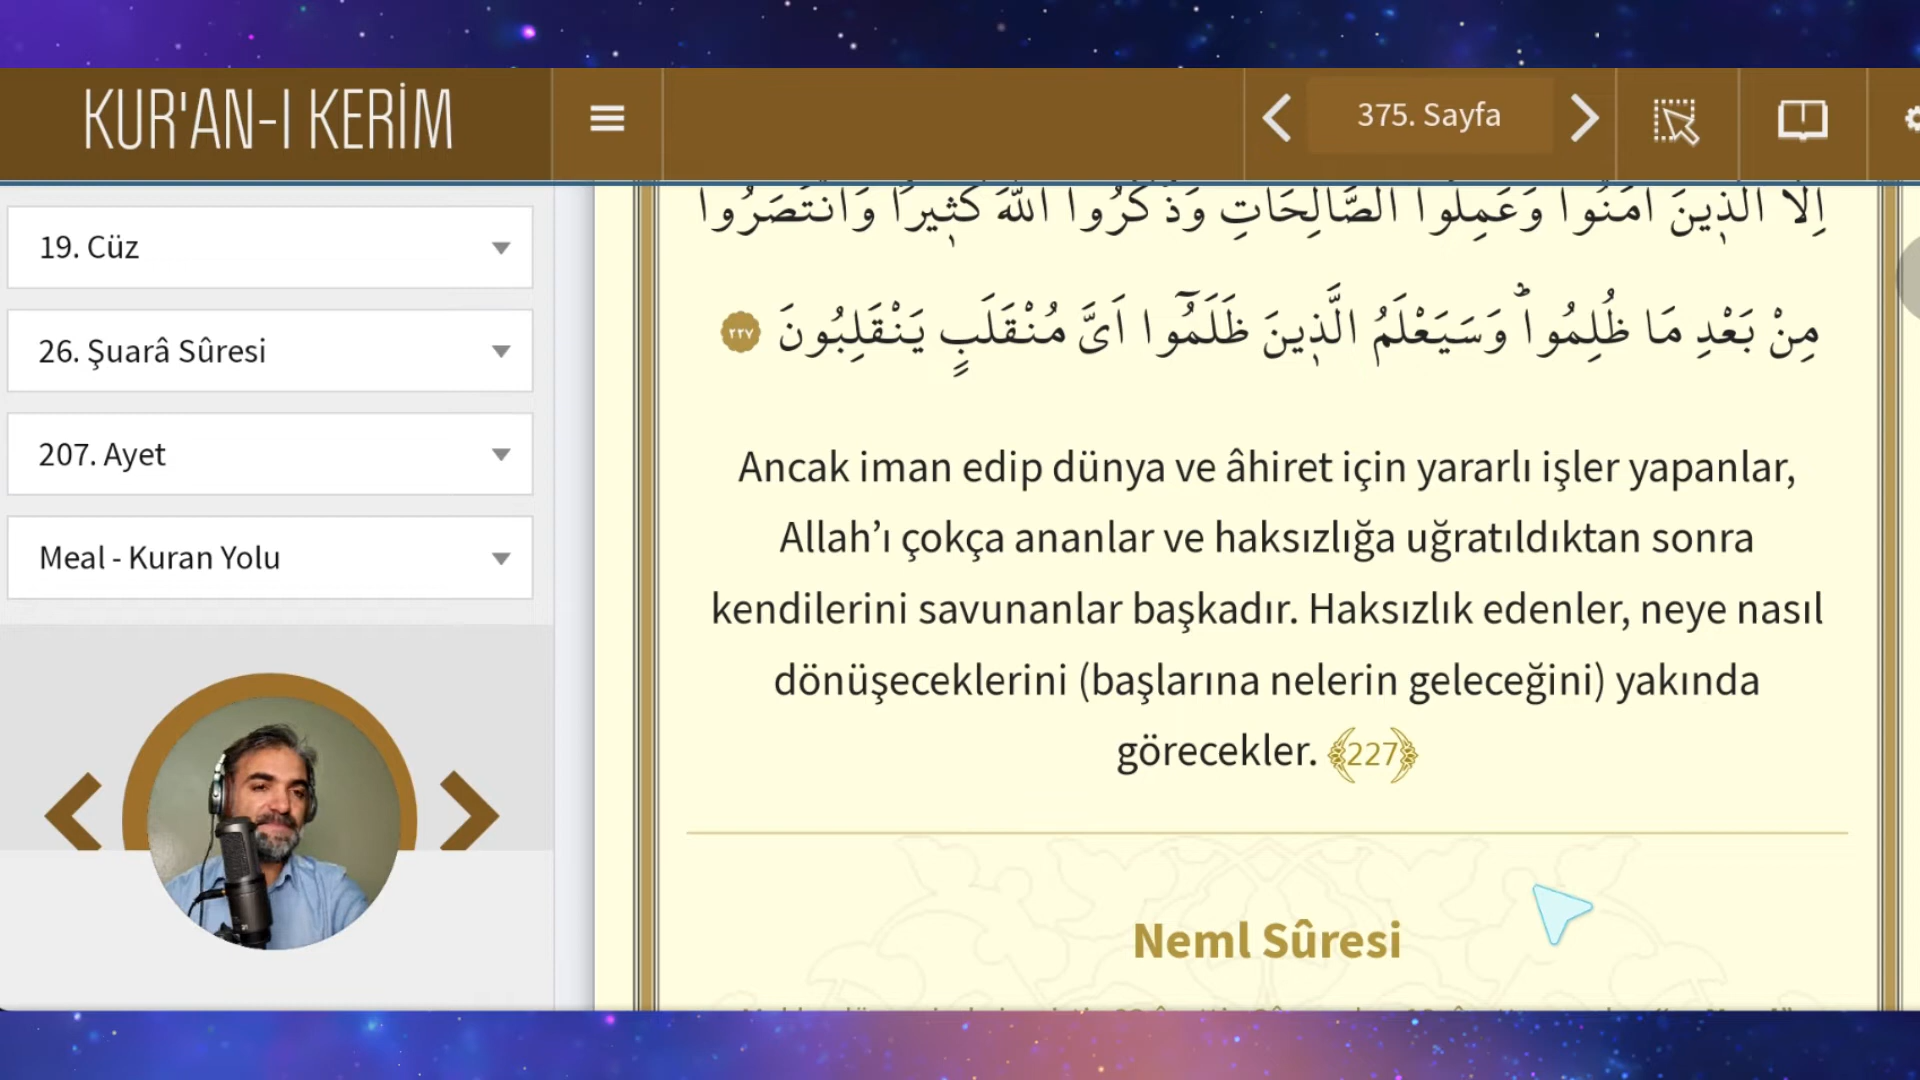 KUR'AN-I KERİM
375. Sayfa
19. Cüz
26. Şuarâ Sûresi
207. Ayet
Meal - Kuran Yolu
اِلَّا الَّذ۪ينَ اٰمَنُوا وَعَمِلُوا الصَّالِحَاتِ وَذَكَرُوا اللّٰهَ كَث۪يرًا وَانْتَصَرُوا
مِنْ بَعْدِ مَا ظُلِمُواۜ وَسَيَعْلَمُ الَّذ۪ينَ ظَلَمُٓوا اَىَّ مُنْقَلَبٍ يَنْقَلِبُونَ ٢٢٧
Ancak iman edip dünya ve âhiret için yararlı işler yapanlar,
Allah’ı çokça ananlar ve haksızlığa uğratıldıktan sonra
kendilerini savunanlar başkadır. Haksızlık edenler, neye nasıl
dönüşeceklerini (başlarına nelerin geleceğini) yakında
görecekler. ﴾227﴿
Neml Sûresi